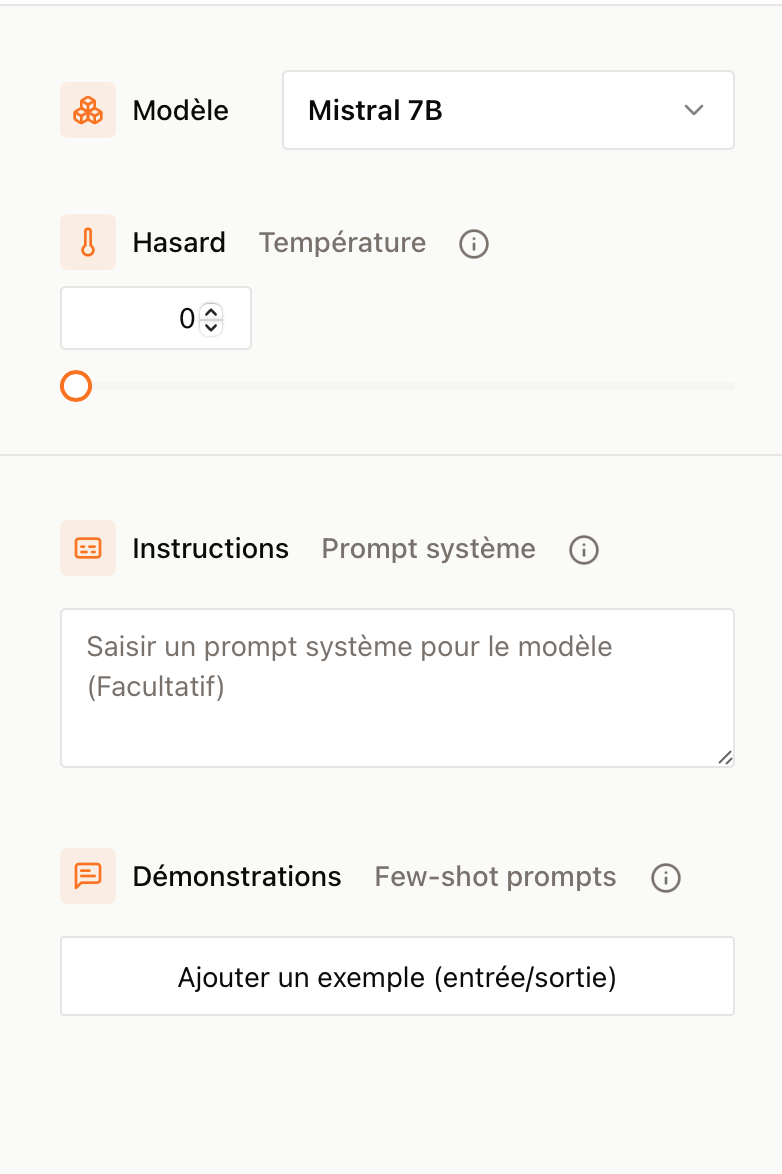 Modèle
Mistral 7B
Hasard Température
0
Instructions Prompt système
Saisir un prompt système pour le modèle
(Facultatif)
Démonstrations Few-shot prompts
Ajouter un exemple (entrée/sortie)